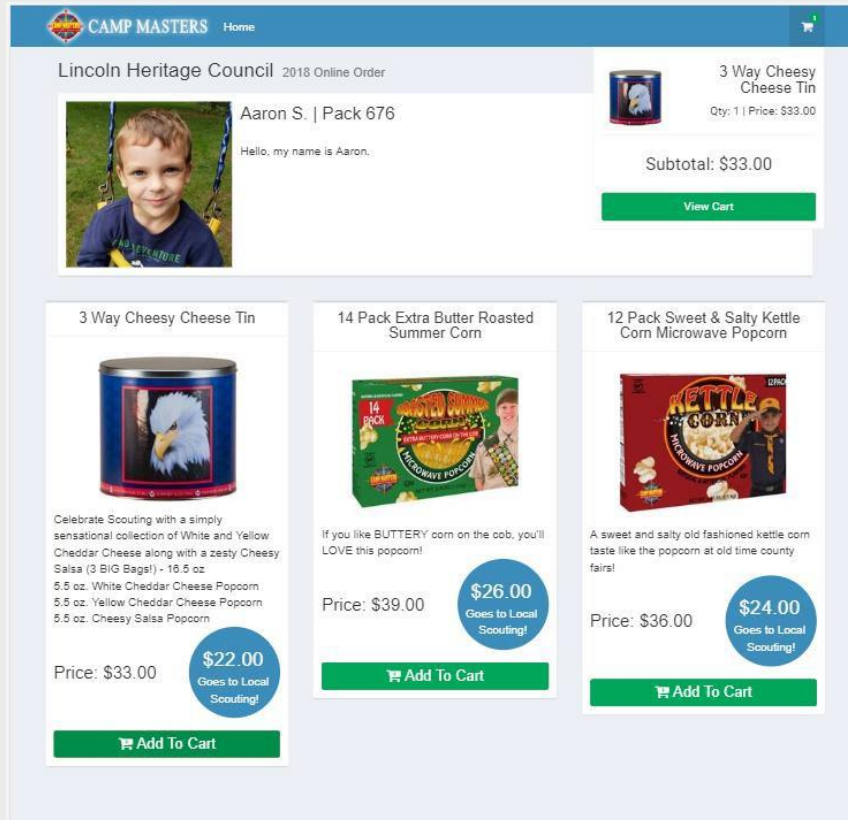 CAMP MASTERS Home 1
Lincoln Heritage Council 2018 Online Order
Aaron S. | Pack 676
Hello, my name is Aaron.
3 Way Cheesy
Cheese Tin
Qty: 1 | Price: $33.00
Subtotal: $33.00
View Cart
3 Way Cheesy Cheese Tin
Celebrate Scouting with a simply
sensational collection of White and Yellow
Cheddar Cheese along with a zesty Cheesy
Salsa (3 BIG Bags!) - 16.5 oz
5.5 oz. White Cheddar Cheese Popcorn
5.5 oz. Yellow Cheddar Cheese Popcorn
5.5 oz. Cheesy Salsa Popcorn
Price: $33.00
$22.00
Goes to Local
Scouting!
Add To Cart
14 Pack Extra Butter Roasted
Summer Corn
14
PACK
ROASTED SUMMER
CORN
EXTRA BUTTERY CORN ON THE COB
MICROWAVE POPCORN
If you like BUTTERY corn on the cob, you'll
LOVE this popcorn!
Price: $39.00
$26.00
Goes to Local
Scouting!
Add To Cart
12 Pack Sweet & Salty Kettle
Corn Microwave Popcorn
12 PACK
KETTLE
CORN
MICROWAVE POPCORN
A sweet and salty old fashioned kettle corn
taste like the popcorn at old time county
fairs!
Price: $36.00
$24.00
Goes to Local
Scouting!
Add To Cart